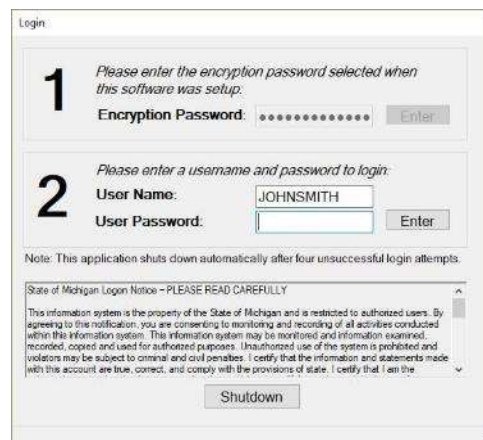 Login
1
Please enter the encryption password selected when
this software was setup:
Encryption Password: ●●●●●●●●●●●●● Enter
2
Please enter a username and password to login:
User Name: JOHNSMITH
User Password: Enter
Note: This application shuts down automatically after four unsuccessful login attempts.
State of Michigan Logon Notice – PLEASE READ CAREFULLY
This information system is the property of the State of Michigan and is restricted to authorized users. By
agreeing to this notification, you are consenting to monitoring and recording of all activities conducted
within this information system. This information system may be monitored and information examined,
recorded, copied and used for authorized purposes. Unauthorized use of the system is prohibited and
violators may be subject to criminal and civil penalties. I certify that the information and statements made
with this account are true, correct, and comply with the provisions of state. I certify that I am the
Shutdown